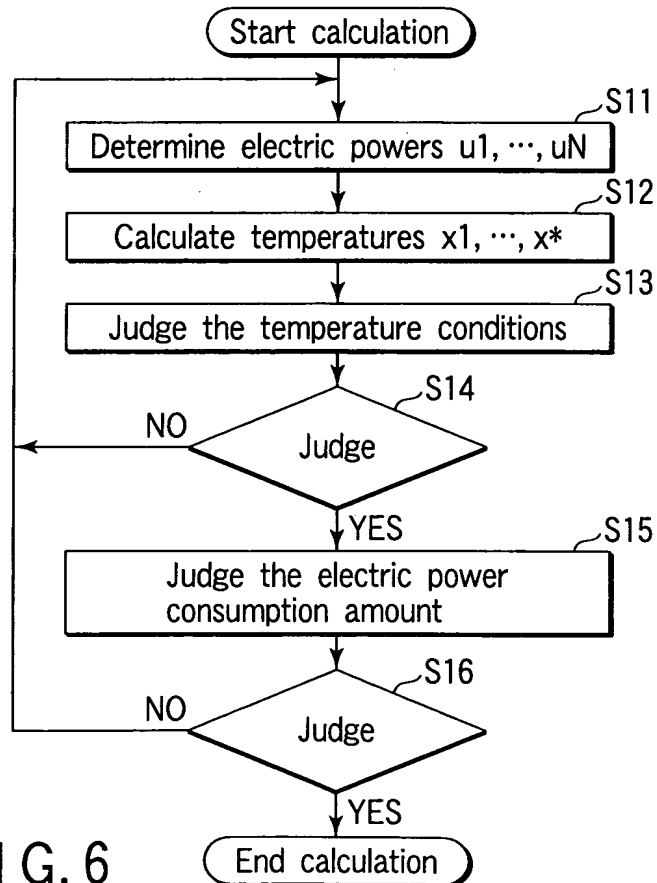 Start calculation
S11
Determine electric powers u1, ···, uN
S12
Calculate temperatures x1, ···, x*
S13
Judge the temperature conditions
S14
NO
Judge
YES
S15
Judge the electric power
consumption amount
S16
NO
Judge
YES
G. 6
End calculation